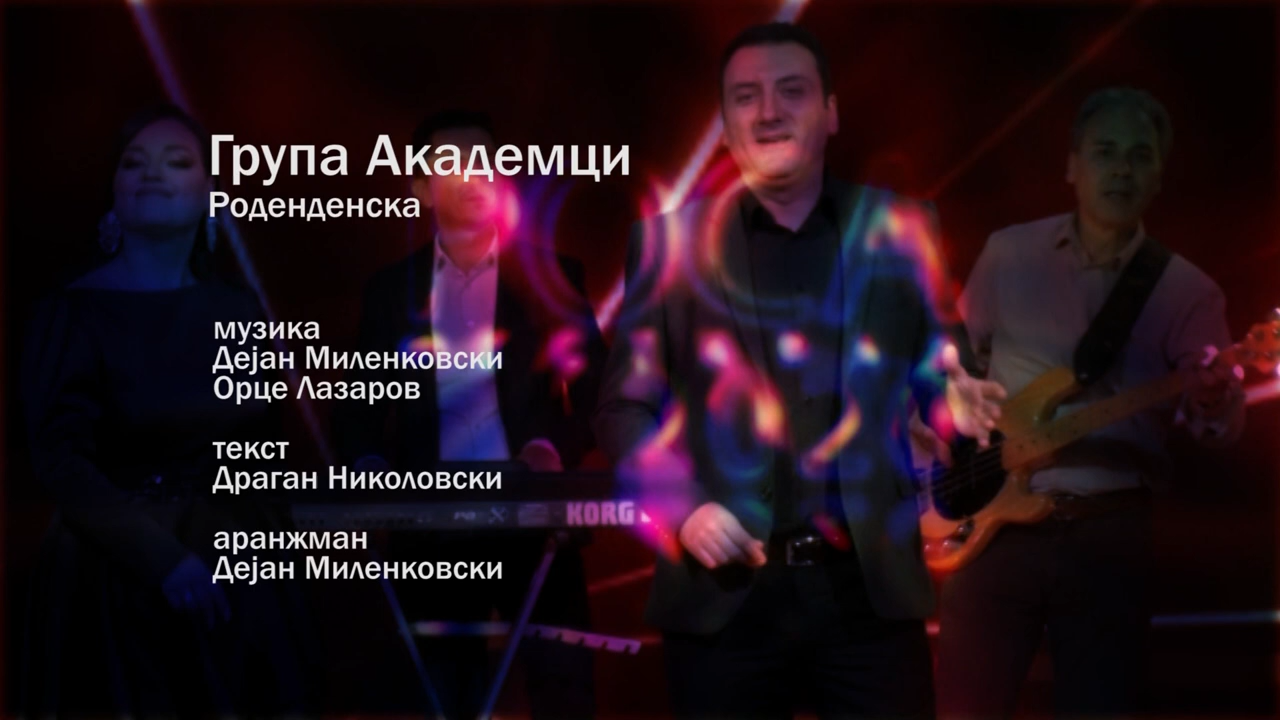 Група Академци
Роденденска
музика
Дејан Миленковски
Орце Лазаров
текст
Драган Николовски
аранжман
Дејан Миленковски
KORG